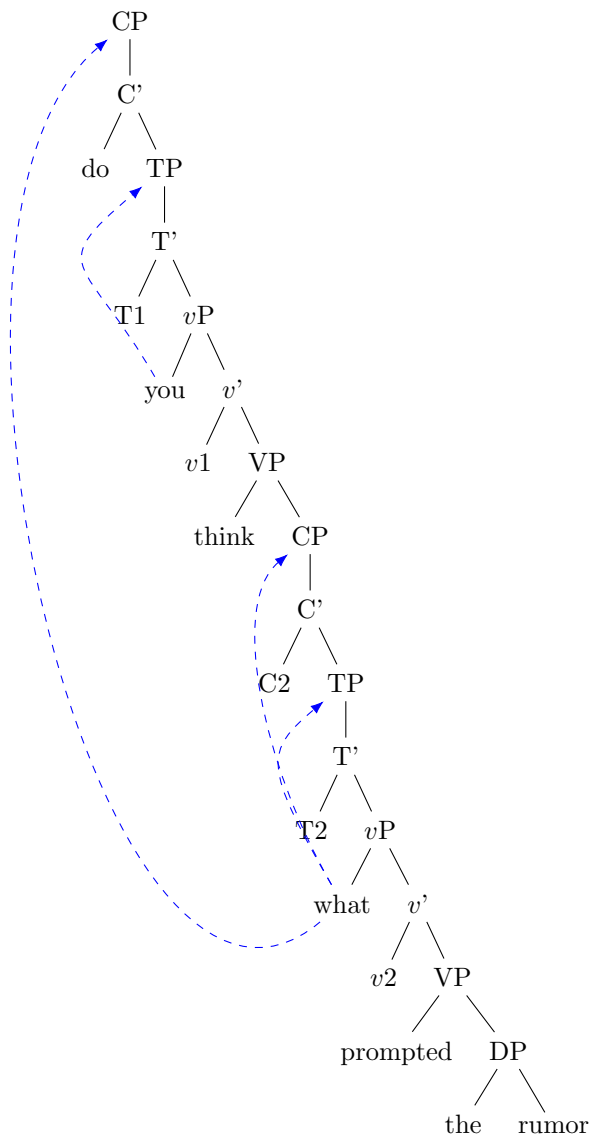 CP
C'
do TP
T'
T1 vP
you v'
v1 VP
think CP
C'
C2 TP
T'
T2 vP
what v'
v2 VP
prompted DP
the rumor